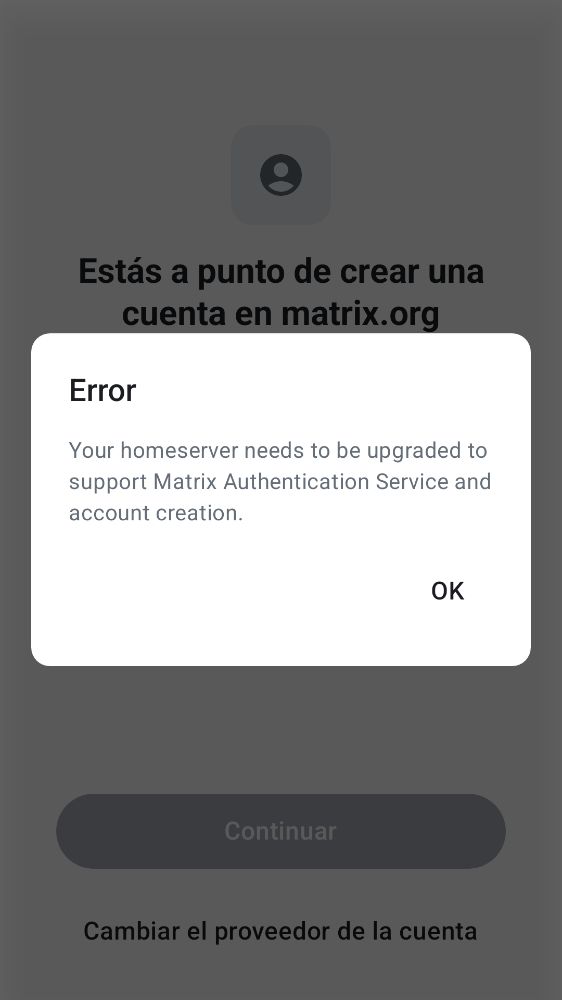 Estás a punto de crear una
cuenta en matrix.org
Error
Your homeserver needs to be upgraded to
support Matrix Authentication Service and
account creation.
OK
Continuar
Cambiar el proveedor de la cuenta